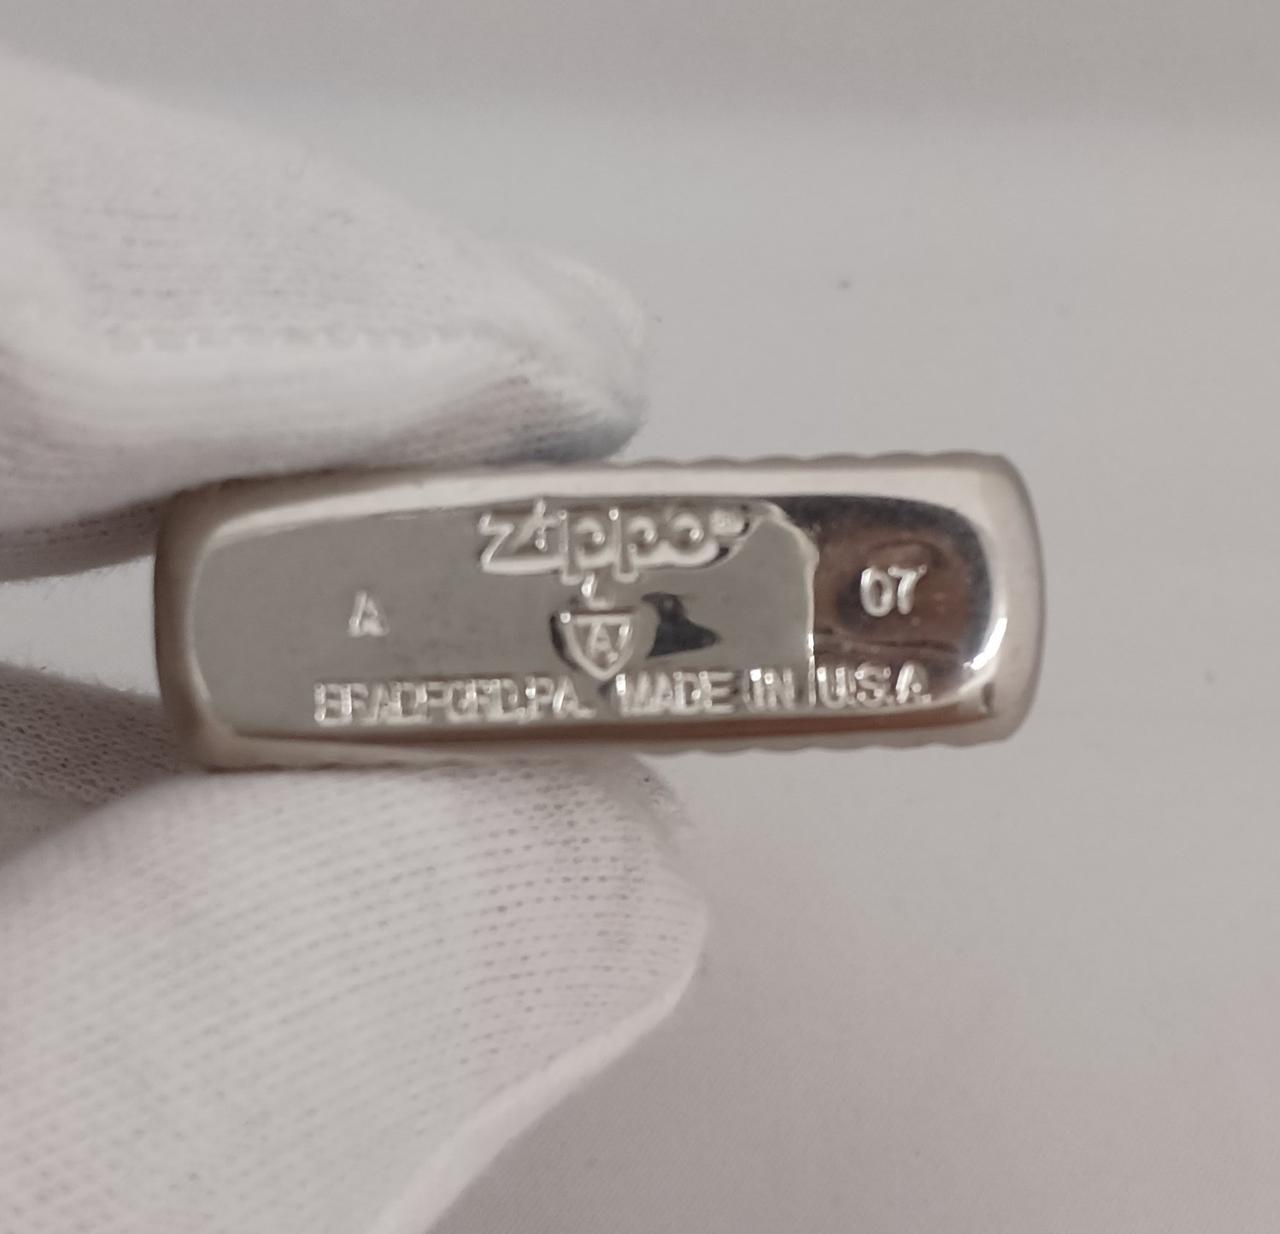 Zippo®
A 07
A
BRADFORD,PA. MADE IN U.S.A.